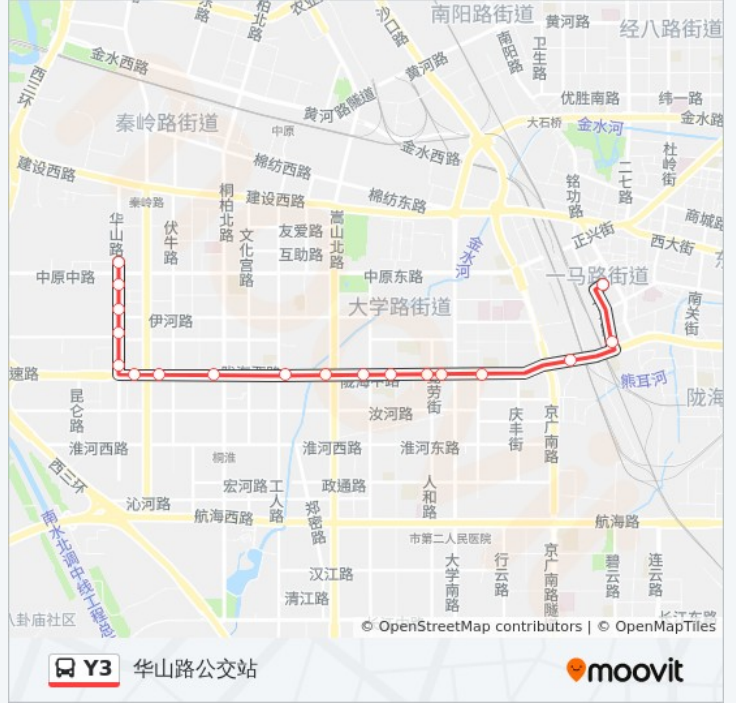 南阳路街道
经八路街道
黄河路
沙口路
西三环
金水西路
南阳路
卫生路
黄河路
秦岭路街道
黄河路隧道
中原
优胜南路
纬一路
大石桥
金水河
金水路
棉纺西路
金水西路
杜岭街
建设西路
秦岭路
桐柏北路
建设西路
棉纺东路
铭功路
二七路
华山路
伏牛路
文化宫路
友爱路
互助路
嵩山北路
金水河
正兴街
商城路
西大街
中原中路
中原东路
一马路街道
南关街
伊河路
大学路街道
速路
陇海中路
劳街
熊耳河
陇海
昆仑路
汝河路
庆丰街
京广南路
淮河西路
桐淮
淮河西路
淮河东路
西三环
宏河路
工人路
政通路
人和路
沁河路
航海西路
郑密路
航海路
南水北调中线工程总
市第二人民医院
大学南路
行云路
京广南路隧
碧云路
连云路
汉江路
清江路
八卦庙社区
长江东路
© OpenStreetMap contributors | © OpenMapTiles
Y3 华山路公交站
moovit